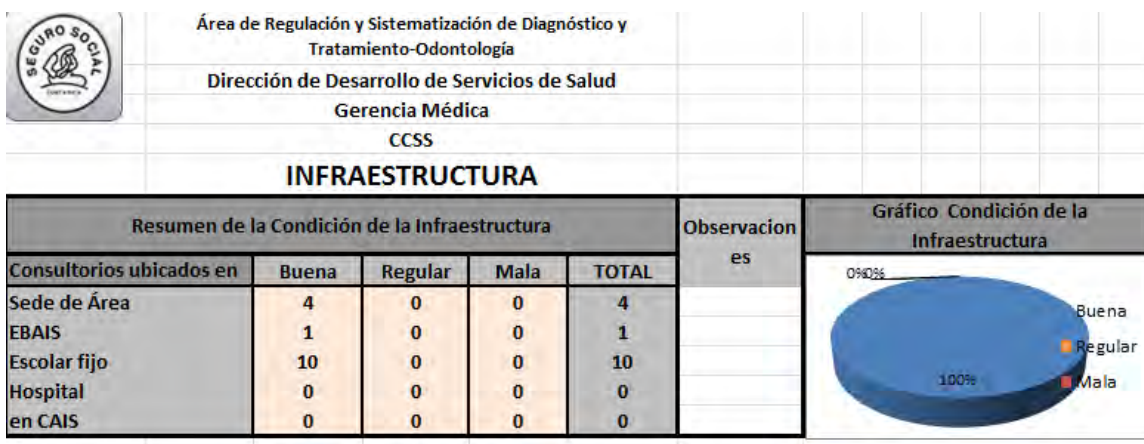 SEGURO SOCIAL
Área de Regulación y Sistematización de Diagnóstico y
Tratamiento-Odontología
Dirección de Desarrollo de Servicios de Salud
Gerencia Médica
CCSS
INFRAESTRUCTURA
Resumen de la Condición de la Infraestructura
Observacion
es
Gráfico Condición de la
Infraestructura
Consultorios ubicados en Buena Regular Mala TOTAL
Sede de Área 4 0 0 4
EBAIS 1 0 0 1
Escolar fijo 10 0 0 10
Hospital 0 0 0 0
en CAIS 0 0 0 0
0%0%
100%
Buena
Regular
Mala